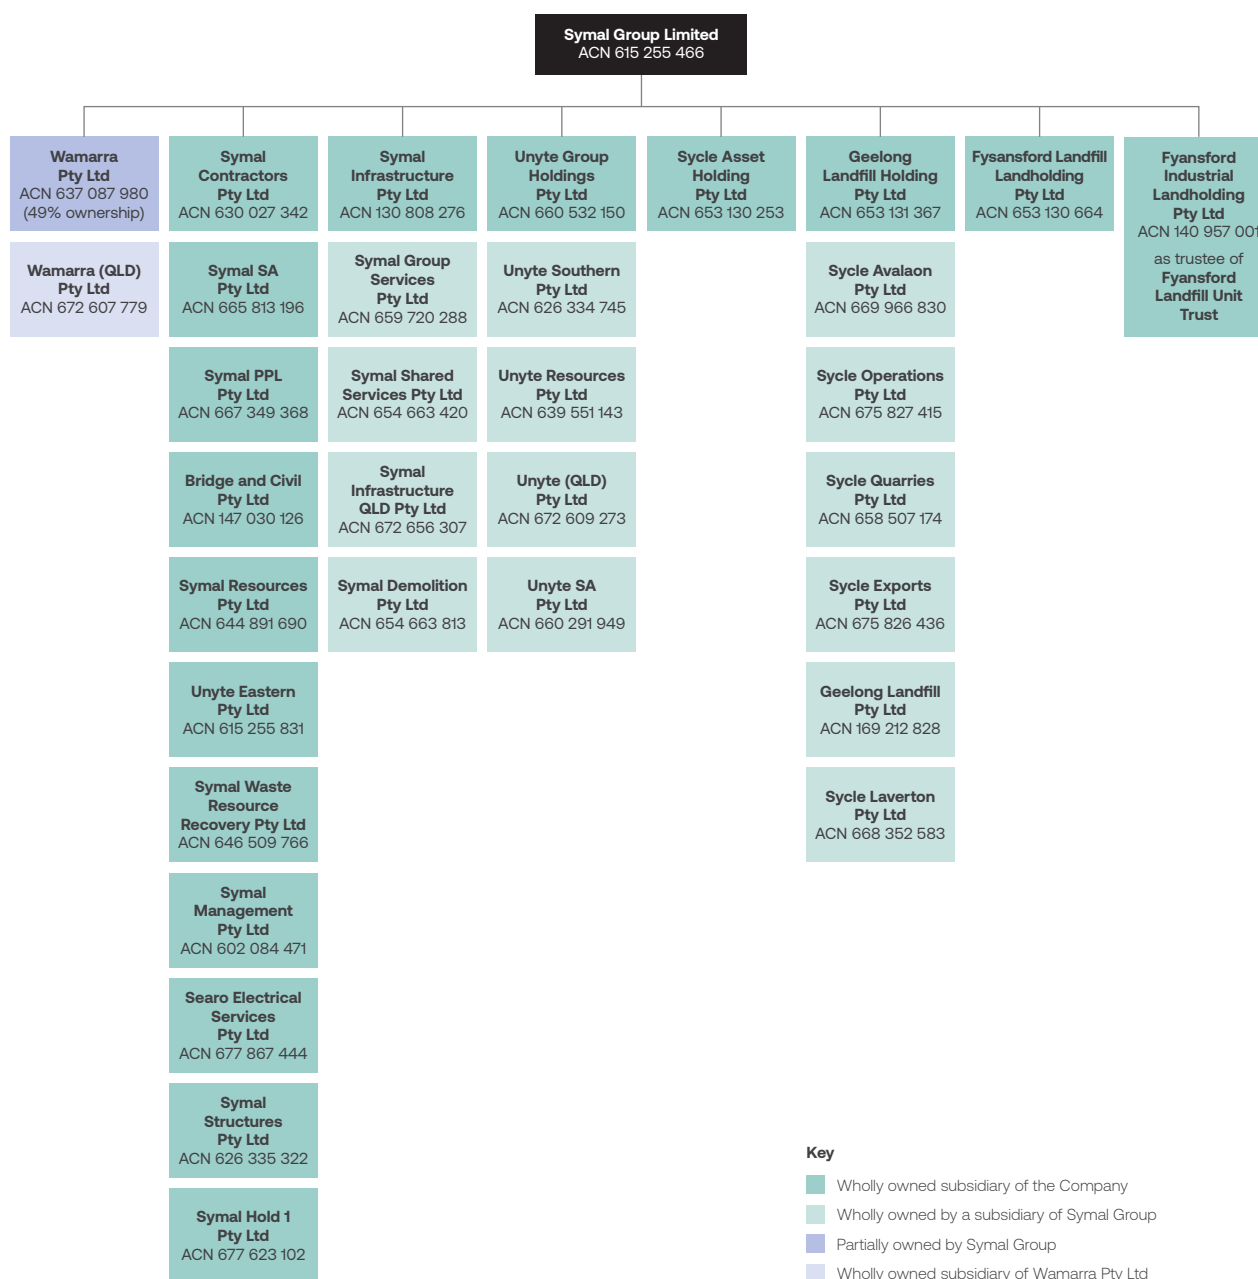 Symal Group Limited
ACN 615 255 466
Wamarra
Pty Ltd
ACN 637 087 980
(49% ownership)
Symal
Contractors
Pty Ltd
ACN 630 027 342
Symal
Infrastructure
Pty Ltd
ACN 130 808 276
Unyte Group
Holdings
Pty Ltd
ACN 660 532 150
Sycle Asset
Holding
Pty Ltd
ACN 653 130 253
Geelong
Landfill Holding
Pty Ltd
ACN 653 131 367
Fysansford Landfill
Landholding
Pty Ltd
ACN 653 130 664
Fyansford
Industrial
Landholding
Pty Ltd
ACN 140 957 001
as trustee of
Fyansford
Landfill Unit
Trust
Wamarra (QLD)
Pty Ltd
ACN 672 607 779
Symal SA
Pty Ltd
ACN 665 813 196
Symal Group
Services
Pty Ltd
ACN 659 720 288
Unyte Southern
Pty Ltd
ACN 626 334 745
Sycle Avalaon
Pty Ltd
ACN 669 966 830
Symal PPL
Pty Ltd
ACN 667 349 368
Symal Shared
Services Pty Ltd
ACN 654 663 420
Unyte Resources
Pty Ltd
ACN 639 551 143
Sycle Operations
Pty Ltd
ACN 675 827 415
Bridge and Civil
Pty Ltd
ACN 147 030 126
Symal
Infrastructure
QLD Pty Ltd
ACN 672 656 307
Unyte (QLD)
Pty Ltd
ACN 672 609 273
Sycle Quarries
Pty Ltd
ACN 658 507 174
Symal Resources
Pty Ltd
ACN 644 891 690
Symal Demolition
Pty Ltd
ACN 654 663 813
Unyte SA
Pty Ltd
ACN 660 291 949
Sycle Exports
Pty Ltd
ACN 675 826 436
Unyte Eastern
Pty Ltd
ACN 615 255 831
Geelong Landfill
Pty Ltd
ACN 169 212 828
Symal Waste
Resource
Recovery Pty Ltd
ACN 646 509 766
Sycle Laverton
Pty Ltd
ACN 668 352 583
Symal
Management
Pty Ltd
ACN 602 084 471
Searo Electrical
Services
Pty Ltd
ACN 677 867 444
Symal
Structures
Pty Ltd
ACN 626 335 322
Symal Hold 1
Pty Ltd
ACN 677 623 102
Key
Wholly owned subsidiary of the Company
Wholly owned by a subsidiary of Symal Group
Partially owned by Symal Group
Wholly owned subsidiary of Wamarra Pty Ltd